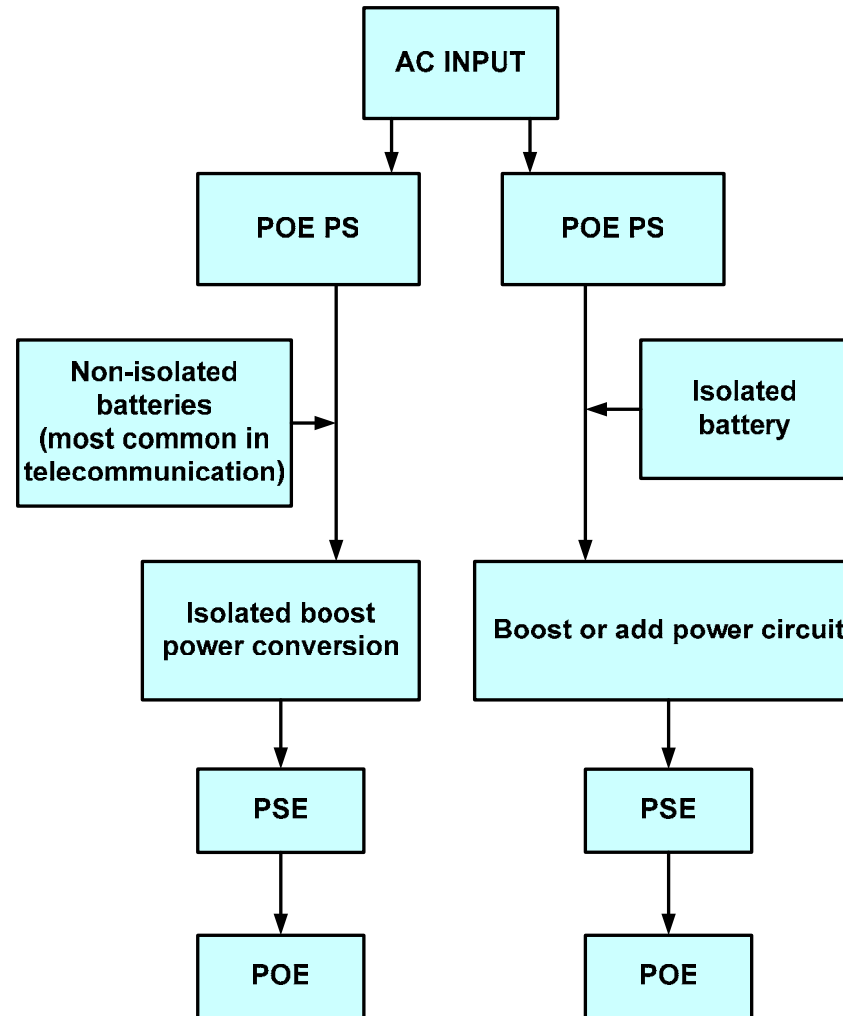 AC INPUT
POE PS
POE PS
Non-isolated
batteries
(most common in
telecommunication)
Isolated
battery
Isolated boost
power conversion
Boost or add power circuit
PSE
PSE
POE
POE